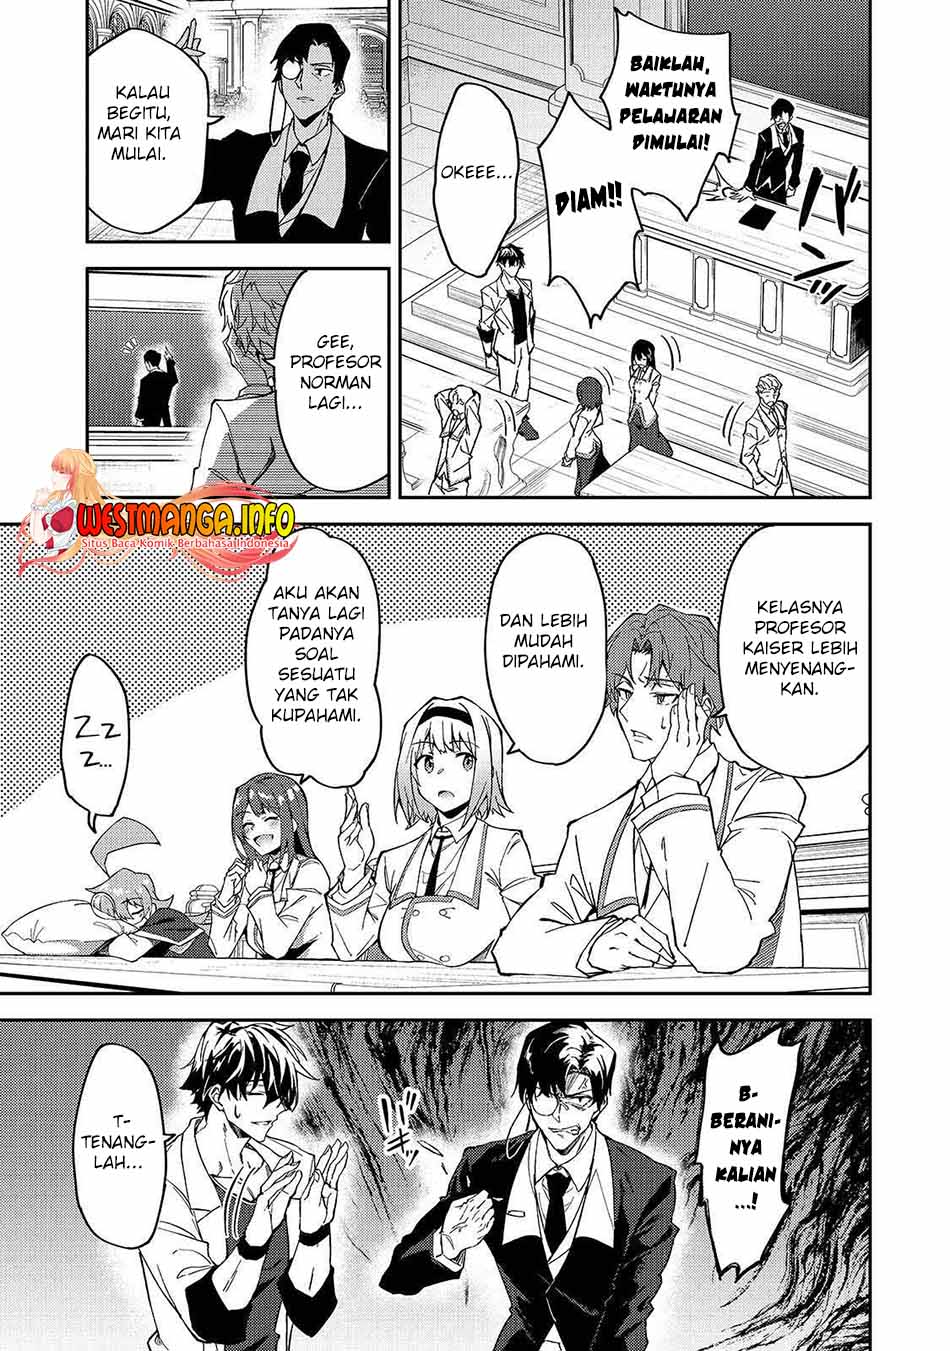 BAIKLAH,
WAKTUNYA
PELAJARAN
DIMULAI!
DIAM!!
OKEEE...
KALAU
BEGITU,
MARI KITA
MULAI.
GEE,
PROFESOR
NORMAN
LAGI...
WESTMANGA.INFO
Situs Baca Komik Berbahasa Indonesia
KELASNYA
PROFESOR
KAISER LEBIH
MENYENANG-
KAN.
DAN LEBIH
MUDAH
DIPAHAMI.
AKU AKAN
TANYA LAGI
PADANYA
SOAL
SESUATU
YANG TAK
KUPAHAMI.
ZZ
Z...
B-
BERANI-
NYA
KALIAN
...!
T-
TENANG-
LAH...